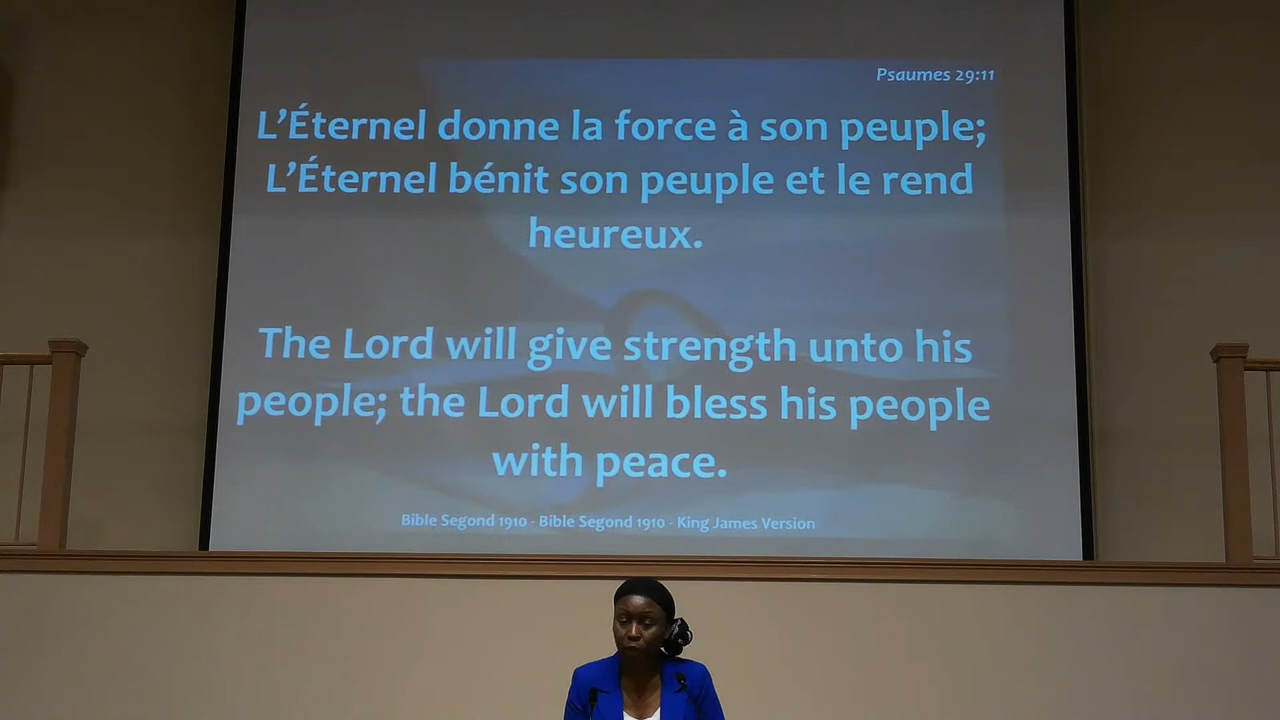 Psaumes 29:11
L’Éternel donne la force à son peuple;
L’Éternel bénit son peuple et le rend
heureux.
The Lord will give strength unto his
people; the Lord will bless his people
with peace.
Bible Segond 1910 - Bible Segond 1910 - King James Version